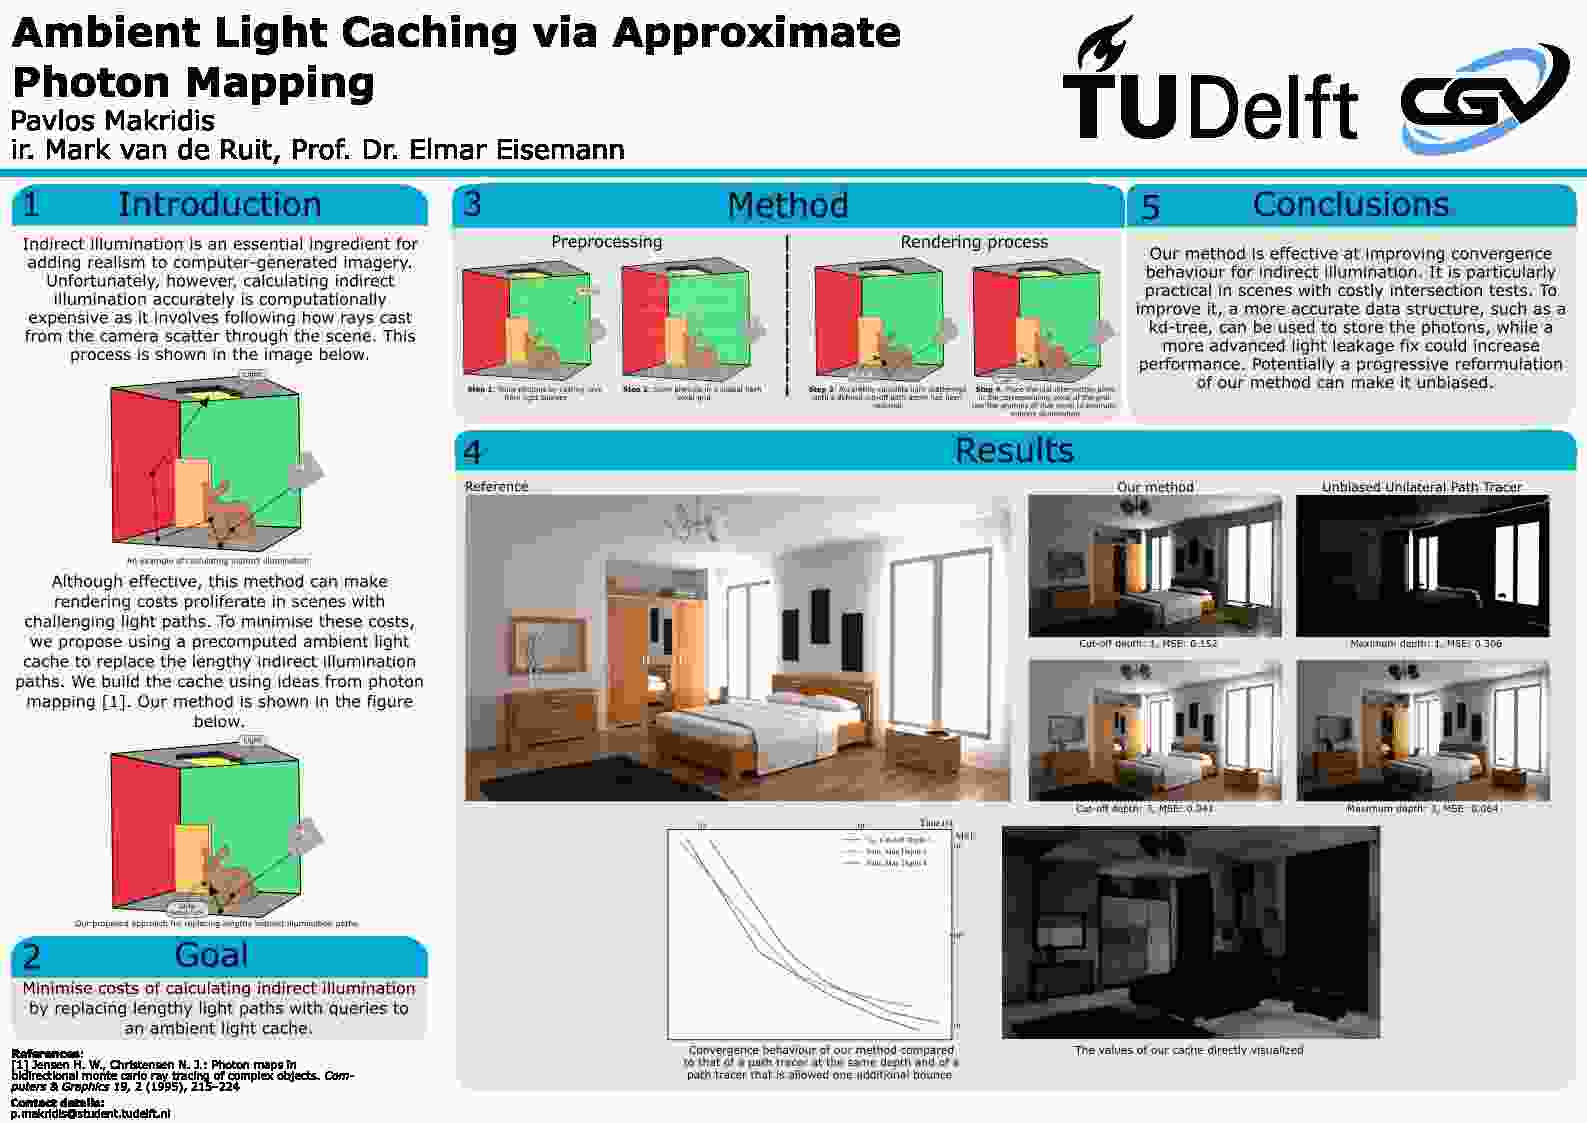 Ambient Light Caching via Approximate
Photon Mapping
Pavlos Makridis
ir. Mark van de Ruit, Prof. Dr. Elmar Eisemann
TUDelft
CGV
1 Introduction
Indirect illumination is an essential ingredient for
adding realism to computer-generated imagery.
Unfortunately, however, calculating indirect
illumination accurately is computationally
expensive as it involves following how rays cast
from the camera scatter through the scene. This
process is shown in the image below.
Light
An example of calculating indirect illumination
Although effective, this method can make
rendering costs proliferate in scenes with
challenging light paths. To minimise these costs,
we propose using a precomputed ambient light
cache to replace the lengthy indirect illumination
paths. We build the cache using ideas from photon
mapping [1]. Our method is shown in the figure
below.
Light
Our proposed approach for replacing lengthy indirect illumination paths
2 Goal
Minimise costs of calculating indirect illumination
by replacing lengthy light paths with queries to
an ambient light cache.
References:
[1] Jensen H. W., Christensen N. J.: Photon maps in
bidirectional monte carlo ray tracing of complex objects. Com-
puters & Graphics 19, 2 (1995), 215–224
Contact details:
p.makridis@student.tudelft.nl
3 Method
Preprocessing
Step 1: Trace photons by casting rays
from light sources
Step 2: Store photons in a
grid
Rendering process
Step 3:
Step 4:
5 Conclusions
Our method is effective at improving convergence
behaviour for indirect illumination. It is particularly
practical in scenes with costly intersection tests. To
improve it, a more accurate data structure, such as a
kd-tree, can be used to store the photons, while a
more advanced light leakage fix could increase
performance. Potentially a progressive reformulation
of our method can make it unbiased.
4 Results
Reference
Our method
Unbiased Unilateral Path Tracer
Cut-off depth: 1, MSE: 0.152
Maximum depth: 1, MSE: 0.306
Cut-off depth: 3, MSE: 0.041
Maximum depth: 3, MSE: 0.064
Time (s)
MSE
Convergence behaviour of our method compared
to that of a path tracer at the same depth and of a
path tracer that is allowed one additional bounce
The values of our cache directly visualized